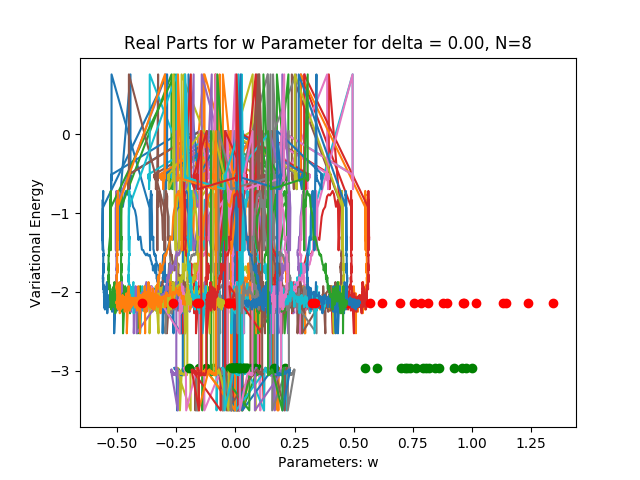 Real Parts for w Parameter for delta = 0.00, N=8
Variational Energy
0
−1
−2
−3
−0.50 −0.25 0.00 0.25 0.50 0.75 1.00 1.25
Parameters: w